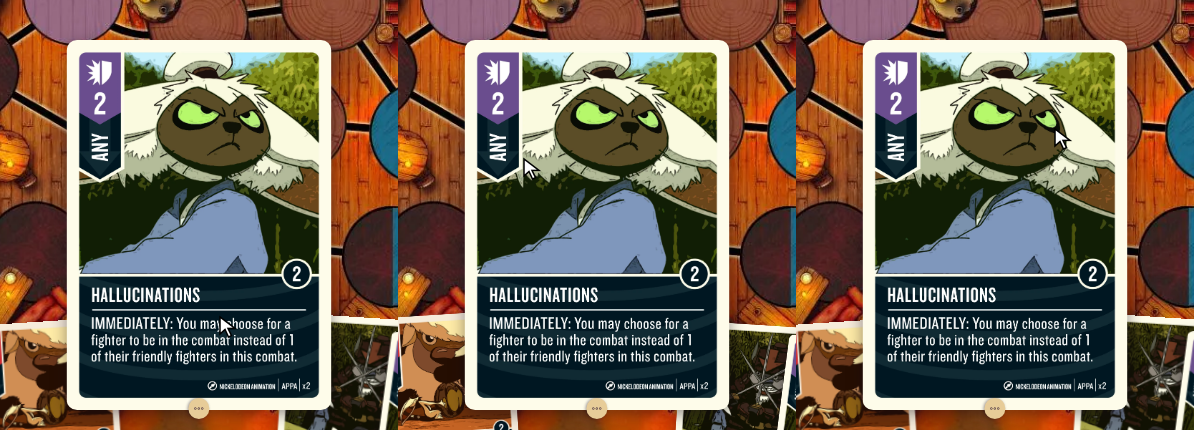 2
ANY
2
HALLUCINATIONS
IMMEDIATELY: You may choose for a
fighter to be in the combat instead of 1
of their friendly fighters in this combat.
NICKELODEON ANIMATION | APPA | x2
2
ANY
2
HALLUCINATIONS
IMMEDIATELY: You may choose for a
fighter to be in the combat instead of 1
of their friendly fighters in this combat.
NICKELODEON ANIMATION | APPA | x2
2
2
ANY
2
HALLUCINATIONS
IMMEDIATELY: You may choose for a
fighter to be in the combat instead of 1
of their friendly fighters in this combat.
NICKELODEON ANIMATION | APPA | x2